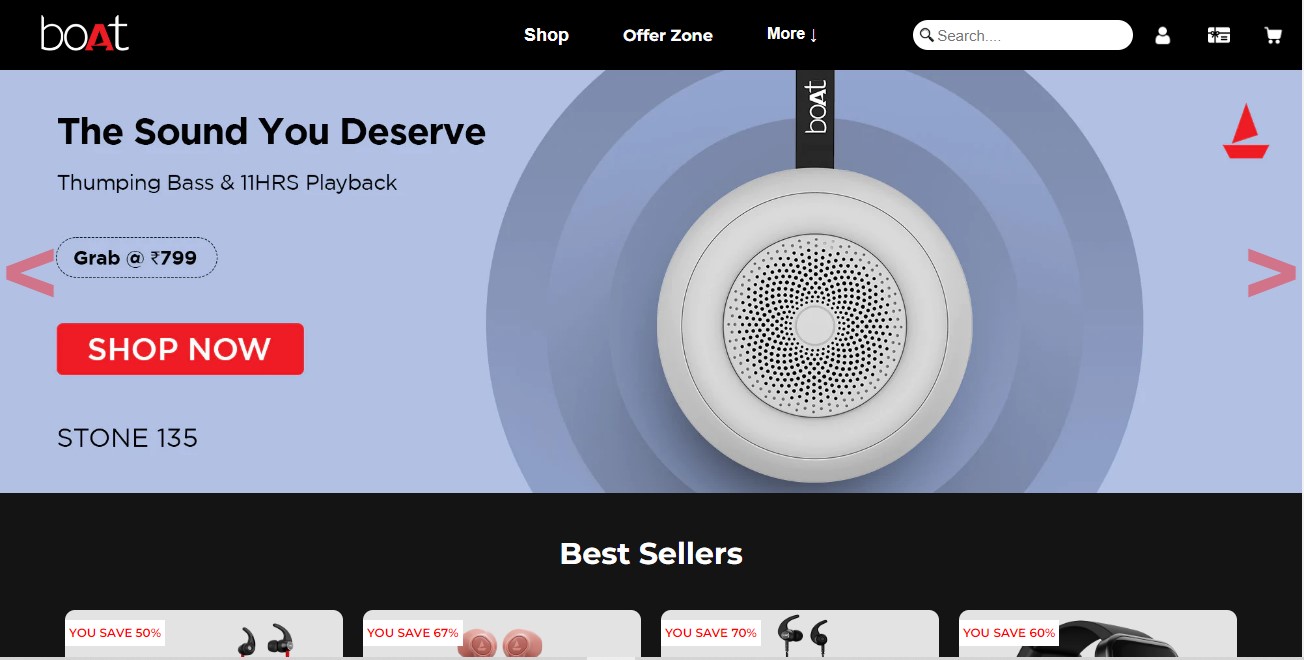 boAt
Shop
Offer Zone
More ↓
Search....
boAt
The Sound You Deserve
Thumping Bass & 11HRS Playback
Grab @ ₹799
<
>
SHOP NOW
STONE 135
Best Sellers
YOU SAVE 50%
YOU SAVE 67%
YOU SAVE 70%
YOU SAVE 60%